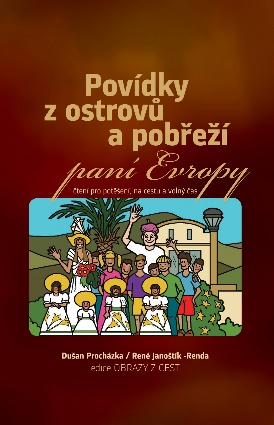 Povídky
z ostrovů
a pobřeží
paní Evropy
čtení pro potěšení, na cestu a volný čas
Dušan Procházka / René Janoštík -Renda
edice OBRAZY Z CEST